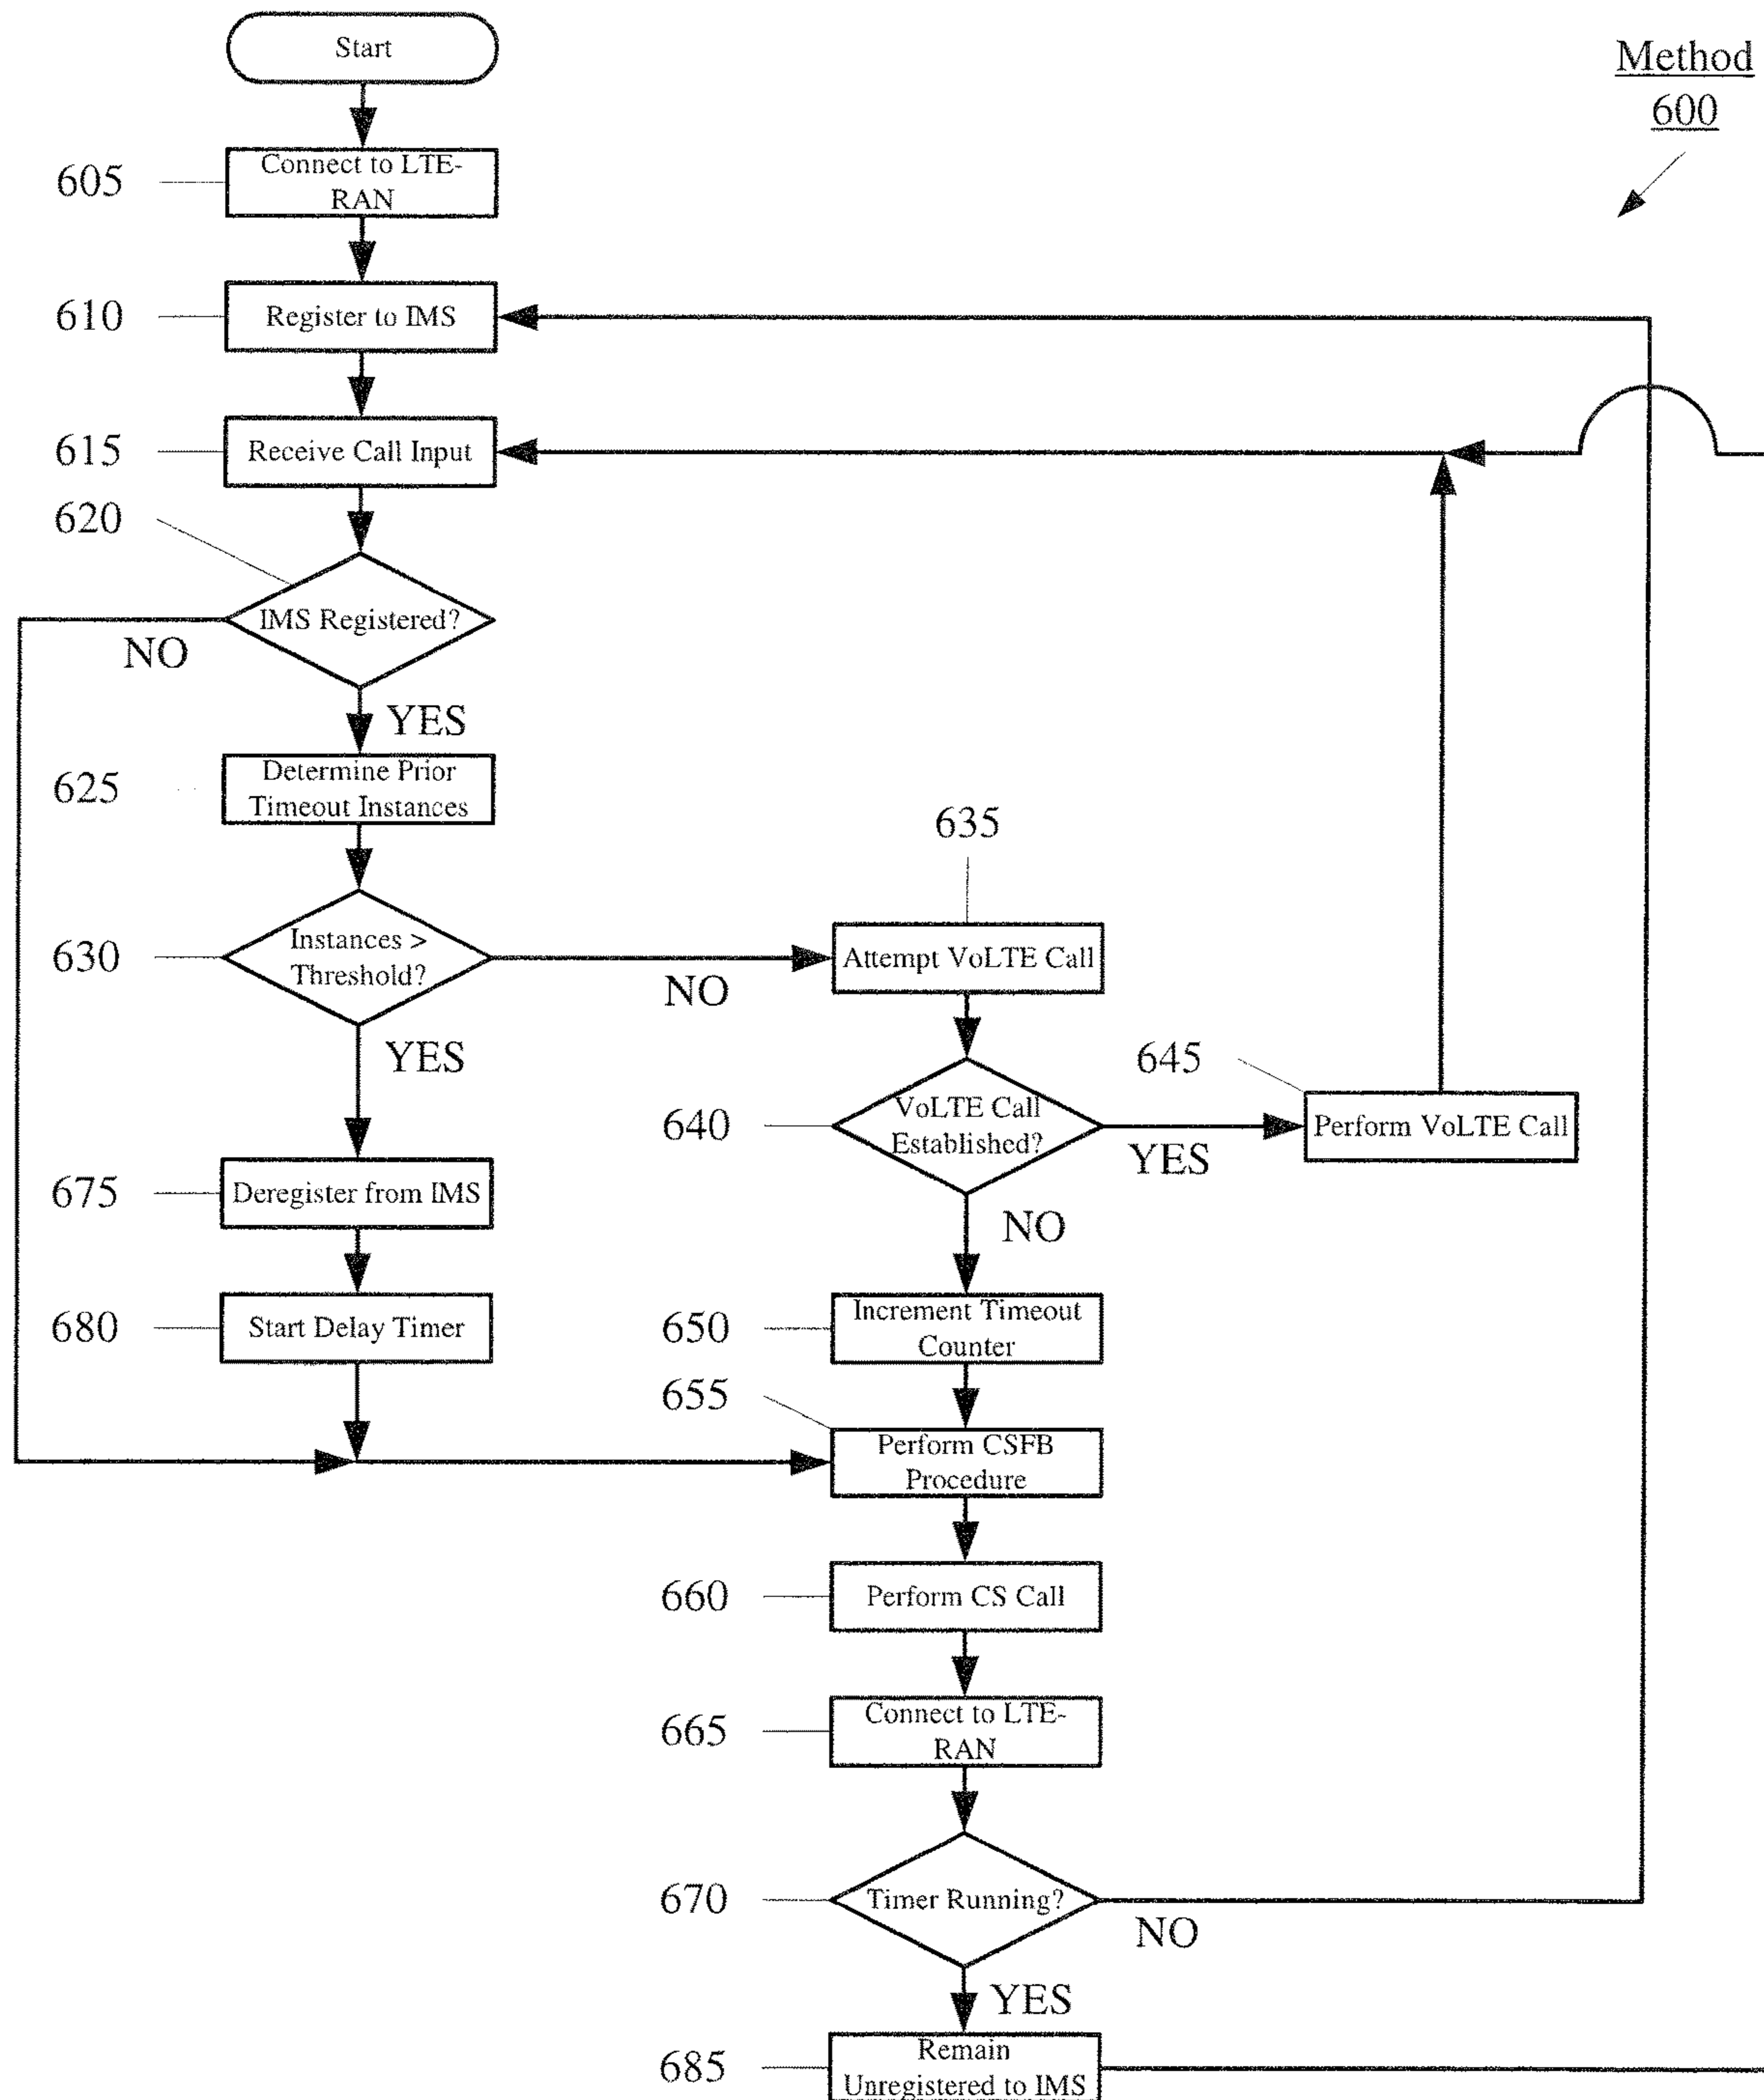 Start
Method
600
605
Connect to LTE-
RAN
610
Register to IMS
615
Receive Call Input
620
IMS Registered?
NO
YES
625
Determine Prior
Timeout Instances
635
630
Instances >
Threshold?
NO
Attempt VoLTE Call
YES
645
640
VoLTE Call
Established?
YES
Perform VoLTE Call
675
Deregister from IMS
NO
680
Start Delay Timer
650
Increment Timeout
Counter
655
Perform CSFB
Procedure
660
Perform CS Call
665
Connect to LTE-
RAN
670
Timer Running?
NO
YES
685
Remain
Unregistered to IMS